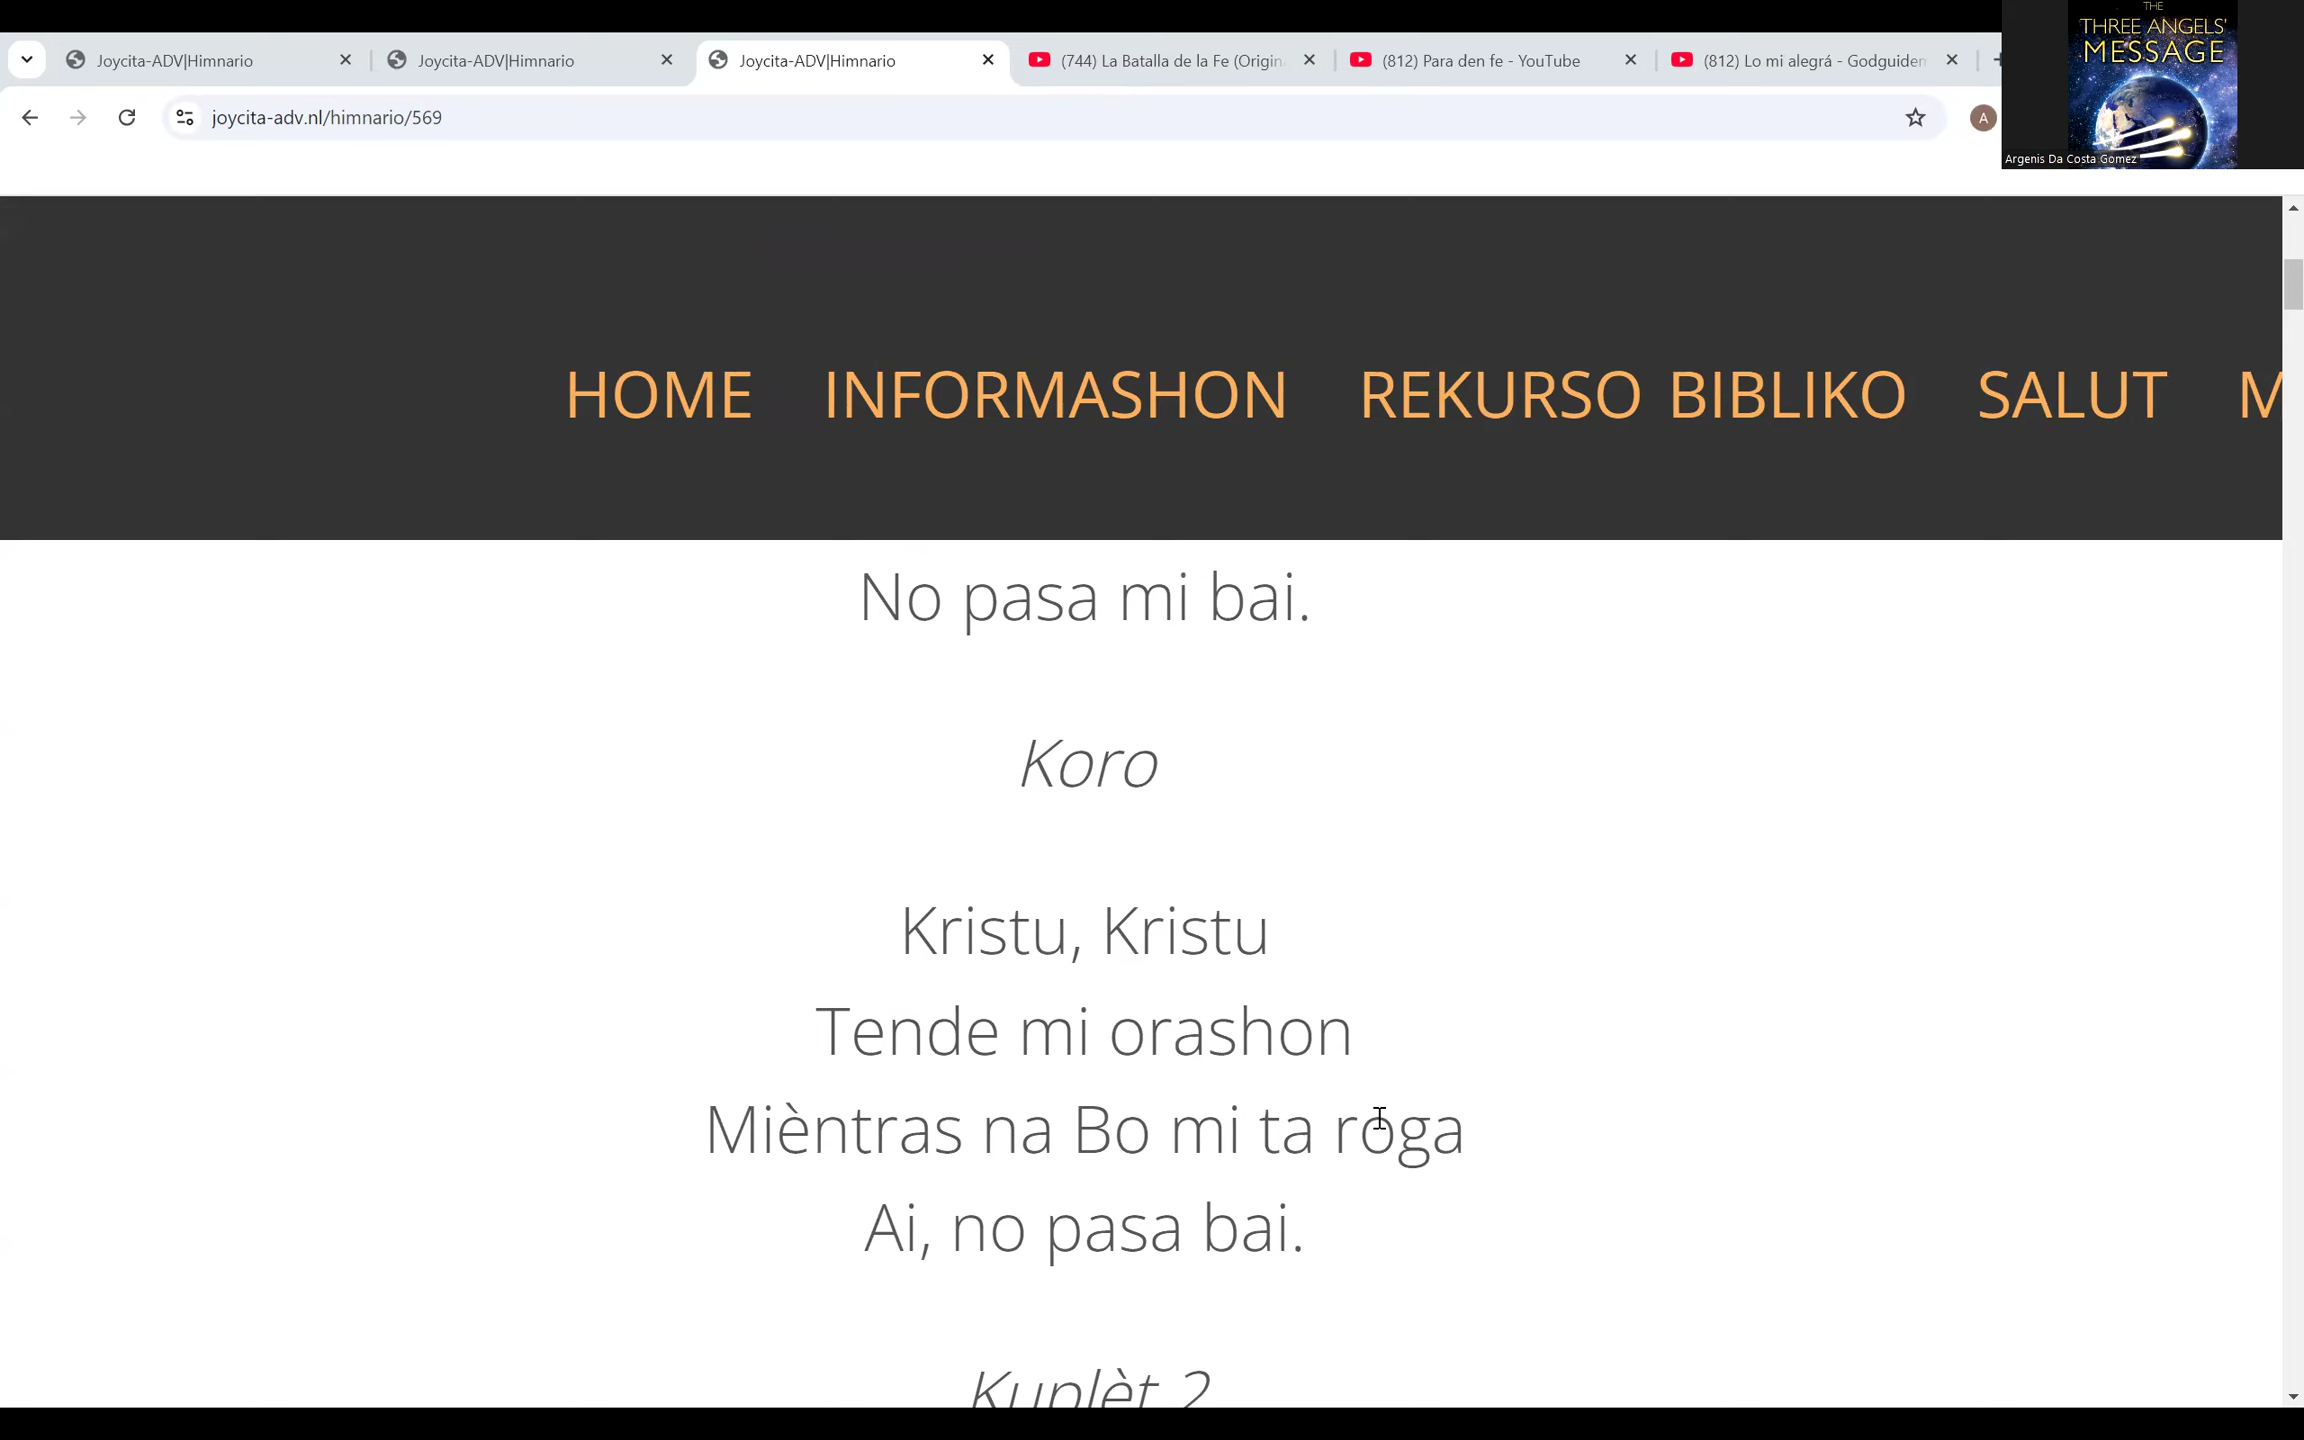 THE
THREE ANGELS'
MESSAGE
Argenis Da Costa Gomez
Joycita-ADV|Himnario
Joycita-ADV|Himnario
Joycita-ADV|Himnario
(744) La Batalla de la Fe (Origin
(812) Para den fe - YouTube
(812) Lo mi alegrá - Godguiden
joycita-adv.nl/himnario/569
A
HOME INFORMASHON REKURSO BIBLIKO SALUT M
No pasa mi bai.
Koro
Kristu, Kristu
Tende mi orashon
Mièntras na Bo mi ta roga
Ai, no pasa bai.
Kuplèt 2